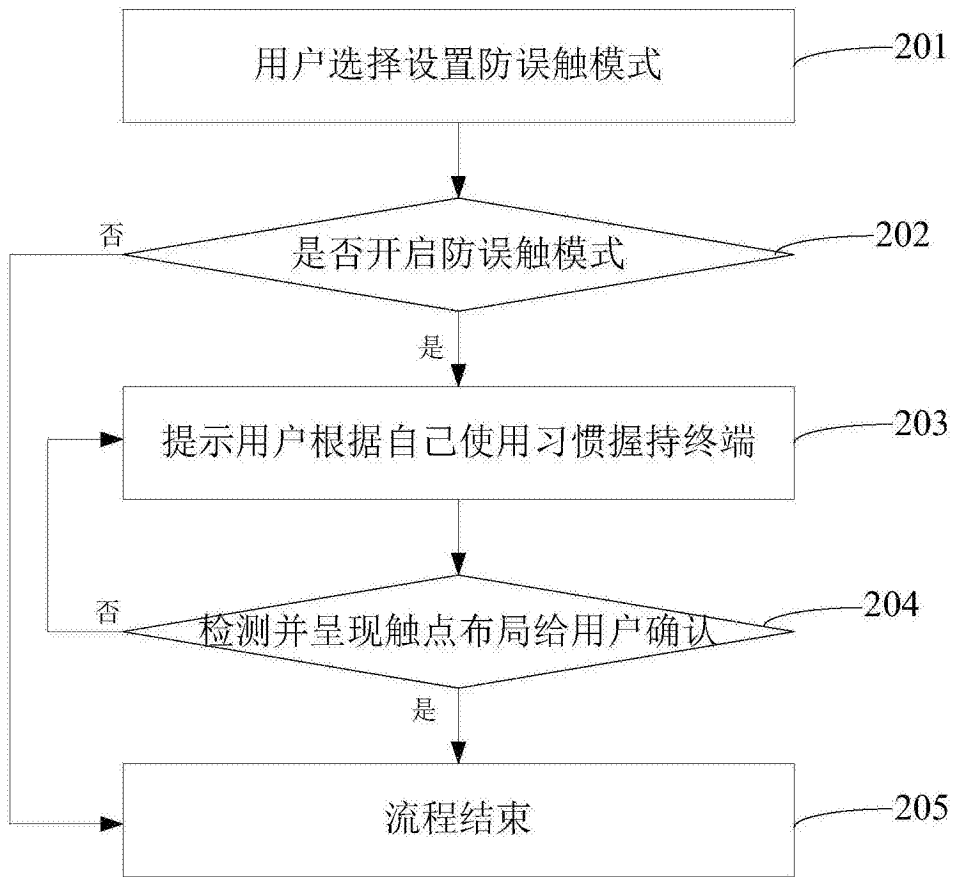 用户选择设置防误触模式
201
是否开启防误触模式
202
否
是
提示用户根据自己使用习惯握持终端
203
检测并呈现触点布局给用户确认
204
否
是
流程结束
205